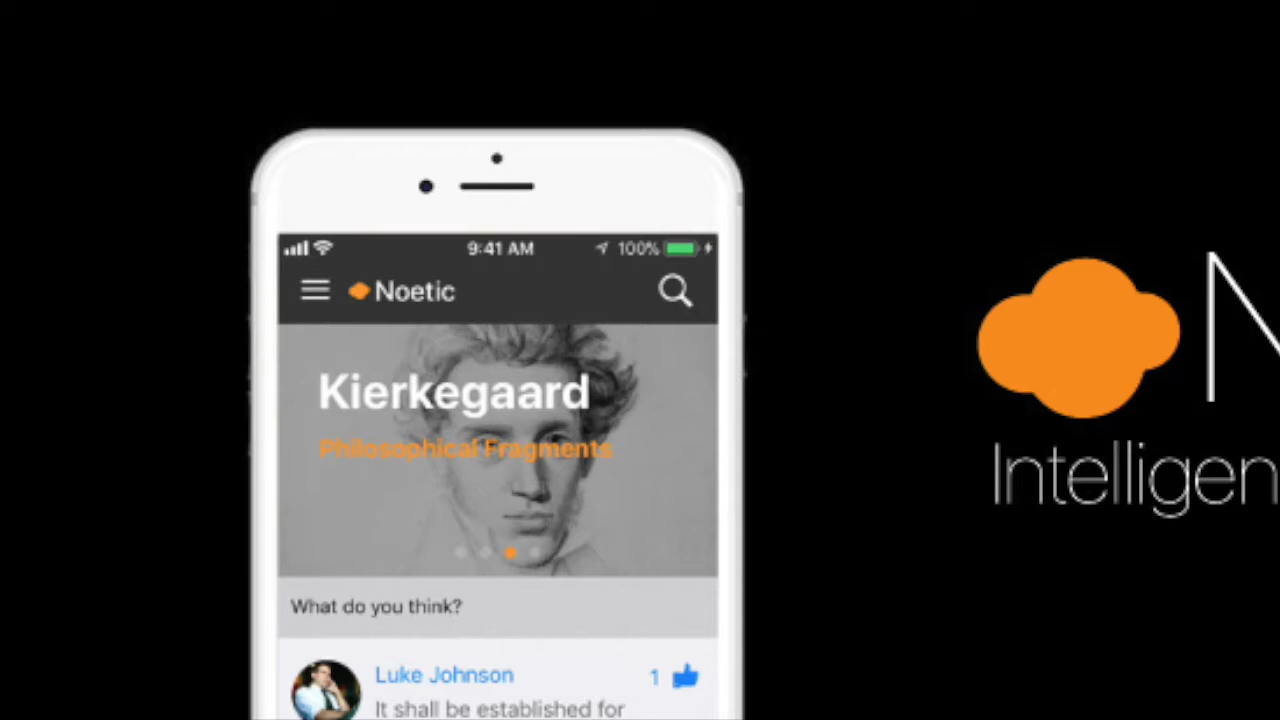 9:41 AM
100%
Noetic
Kierkegaard
Philosophical Fragments
What do you think?
Luke Johnson
1
It shall be established for
N
Intelligen